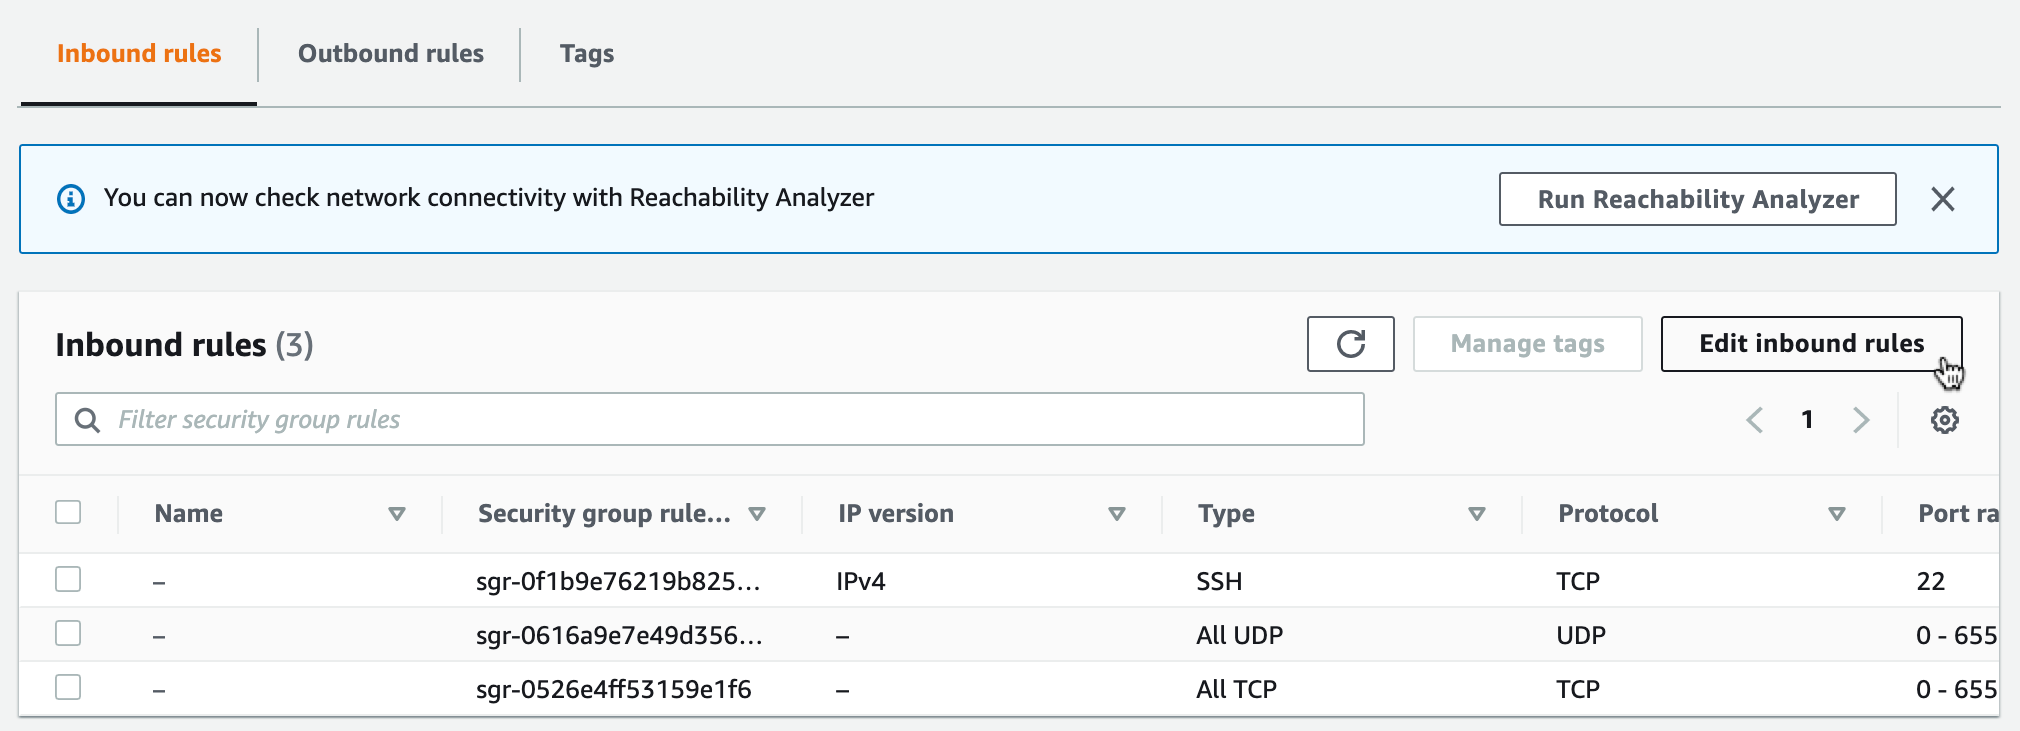 Inbound rules Outbound rules Tags
You can now check network connectivity with Reachability Analyzer Run Reachability Analyzer
Inbound rules (3) Manage tags Edit inbound rules
Filter security group rules 1
Name Security group rule... IP version Type Protocol Port ra
– sgr-0f1b9e76219b825... IPv4 SSH TCP 22
– sgr-0616a9e7e49d356... – All UDP UDP 0 - 655
– sgr-0526e4ff53159e1f6 – All TCP TCP 0 - 655